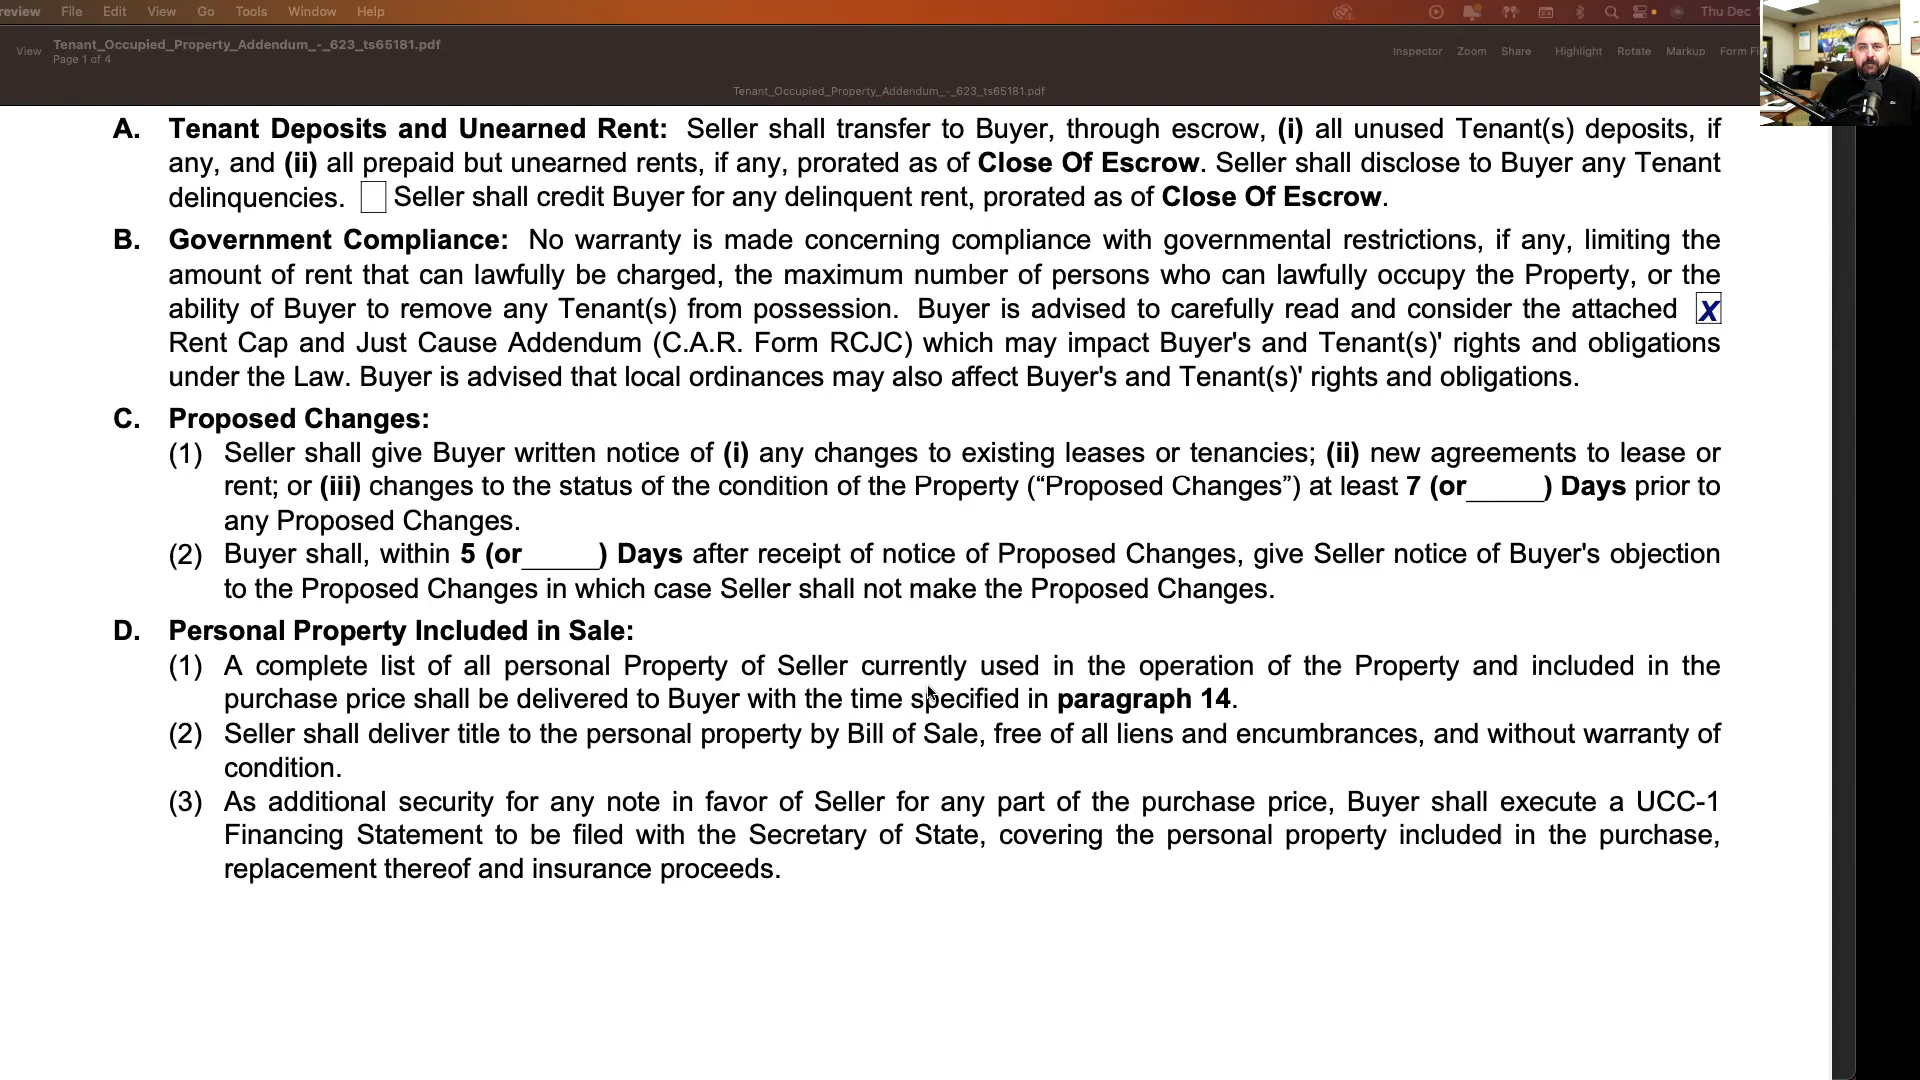 review File Edit View Go Tools Window Help Thu Dec
View Tenant_Occupied_Property_Addendum_-_623_ts65181.pdf
Page 1 of 4
Inspector Zoom Share Highlight Rotate Markup Form Fi
Tenant_Occupied_Property_Addendum_-_623_ts65181.pdf
A. Tenant Deposits and Unearned Rent: Seller shall transfer to Buyer, through escrow, (i) all unused Tenant(s) deposits, if
any, and (ii) all prepaid but unearned rents, if any, prorated as of Close Of Escrow. Seller shall disclose to Buyer any Tenant
delinquencies. Seller shall credit Buyer for any delinquent rent, prorated as of Close Of Escrow.
B. Government Compliance: No warranty is made concerning compliance with governmental restrictions, if any, limiting the
amount of rent that can lawfully be charged, the maximum number of persons who can lawfully occupy the Property, or the
ability of Buyer to remove any Tenant(s) from possession. Buyer is advised to carefully read and consider the attached X
Rent Cap and Just Cause Addendum (C.A.R. Form RCJC) which may impact Buyer's and Tenant(s)' rights and obligations
under the Law. Buyer is advised that local ordinances may also affect Buyer's and Tenant(s)' rights and obligations.
C. Proposed Changes:
(1) Seller shall give Buyer written notice of (i) any changes to existing leases or tenancies; (ii) new agreements to lease or
rent; or (iii) changes to the status of the condition of the Property (“Proposed Changes”) at least 7 (or_____) Days prior to
any Proposed Changes.
(2) Buyer shall, within 5 (or_____) Days after receipt of notice of Proposed Changes, give Seller notice of Buyer's objection
to the Proposed Changes in which case Seller shall not make the Proposed Changes.
D. Personal Property Included in Sale:
(1) A complete list of all personal Property of Seller currently used in the operation of the Property and included in the
purchase price shall be delivered to Buyer with the time specified in paragraph 14.
(2) Seller shall deliver title to the personal property by Bill of Sale, free of all liens and encumbrances, and without warranty of
condition.
(3) As additional security for any note in favor of Seller for any part of the purchase price, Buyer shall execute a UCC-1
Financing Statement to be filed with the Secretary of State, covering the personal property included in the purchase,
replacement thereof and insurance proceeds.